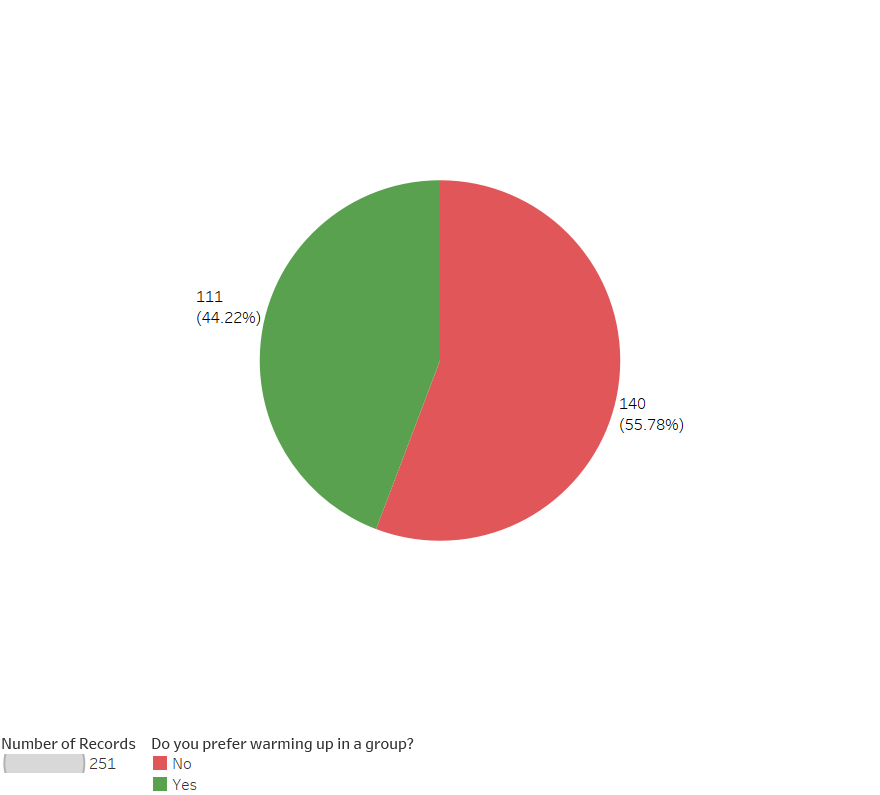 111
(44.22%)
140
(55.78%)
Number of Records
251
Do you prefer warming up in a group?
No
Yes